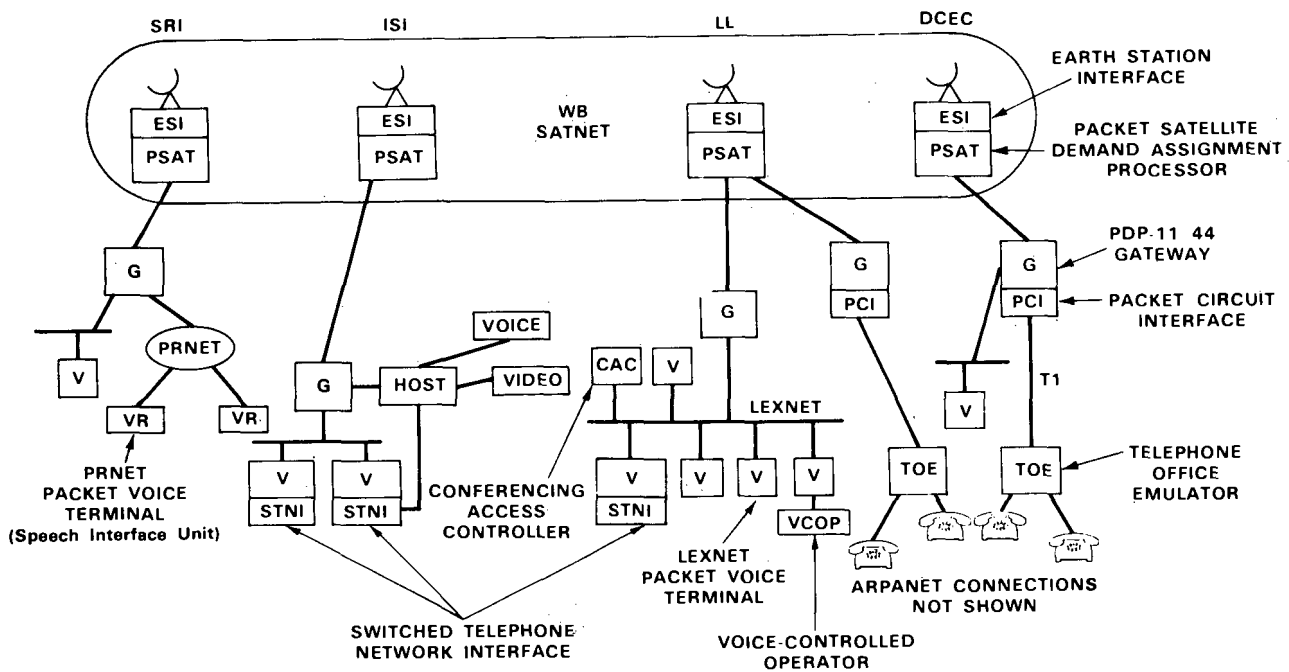 SRI
ISI
LL
DCEC
EARTH STATION
INTERFACE
ESI
ESI
ESI
ESI
WB
SATNET
PSAT
PSAT
PSAT
PSAT
PACKET SATELLITE
DEMAND ASSIGNMENT
PROCESSOR
G
G
G
PDP-11 44
GATEWAY
PCI
PCI
PACKET CIRCUIT
INTERFACE
G
VOICE
PRNET
CAC
V
V
G
HOST
VIDEO
T1
V
LEXNET
VR
VR
PRNET
PACKET VOICE
TERMINAL
(Speech Interface Unit)
V
V
STNI
STNI
CONFERENCING
ACCESS
CONTROLLER
V
STNI
V
V
V
VCOP
TOE
TOE
TELEPHONE
OFFICE
EMULATOR
LEXNET
PACKET VOICE
TERMINAL
ARPANET CONNECTIONS
NOT SHOWN
SWITCHED TELEPHONE
NETWORK INTERFACE
VOICE-CONTROLLED
OPERATOR